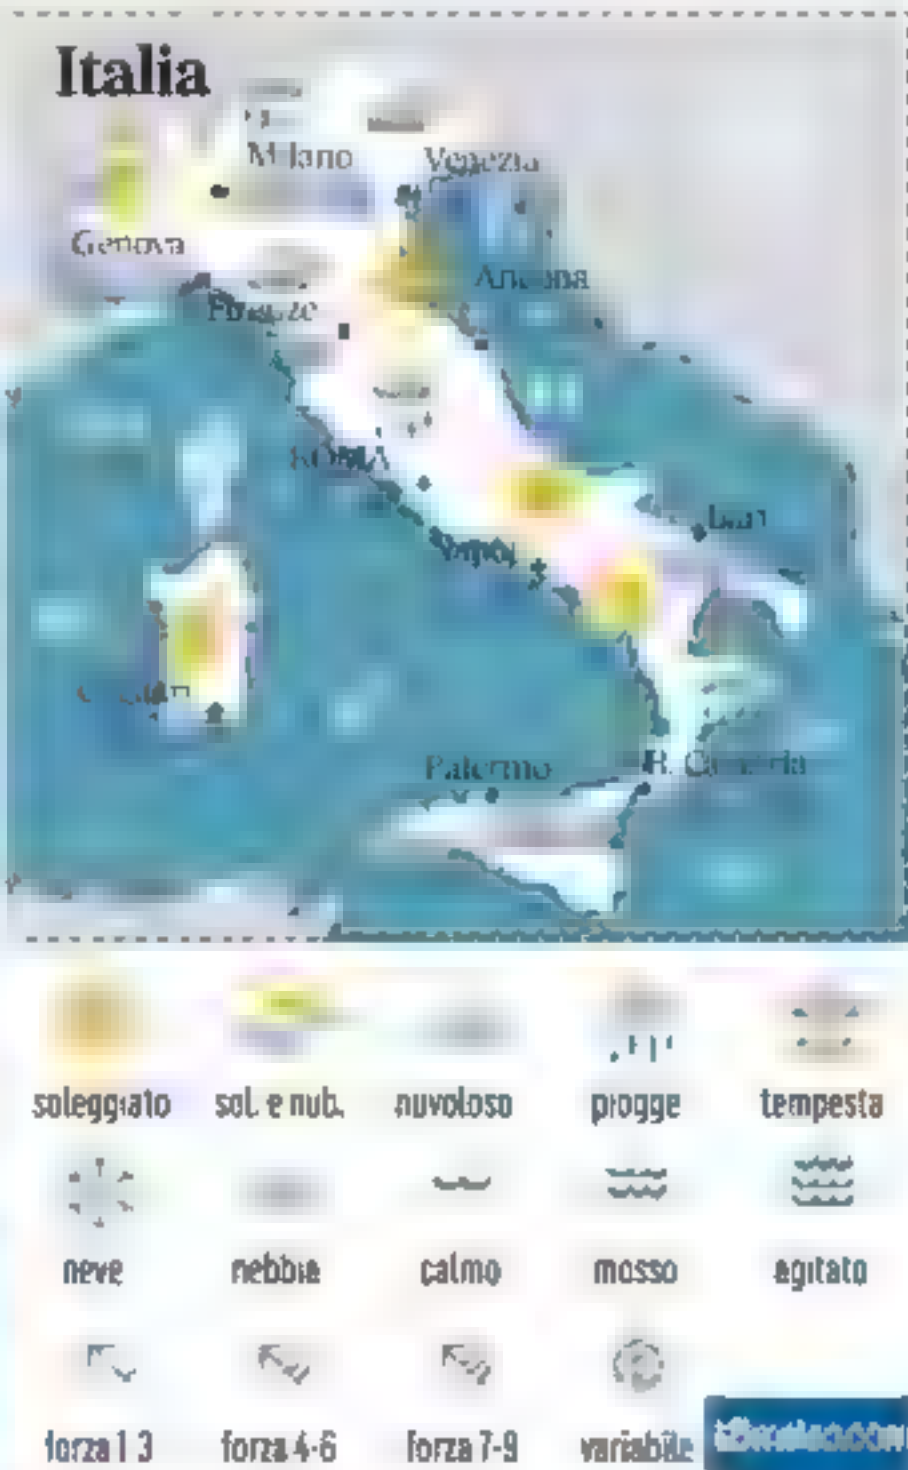 Italia
Milano
Venezia
Genova
Ancona
Firenze
ROMA
Bari
Napoli
Cagliari
Palermo
R. Calabria
soleggiato sol. e nub. nuvoloso piogge tempesta
neve nebbia calmo mosso agitato
forza 1-3 forza 4-6 forza 7-9 variabile